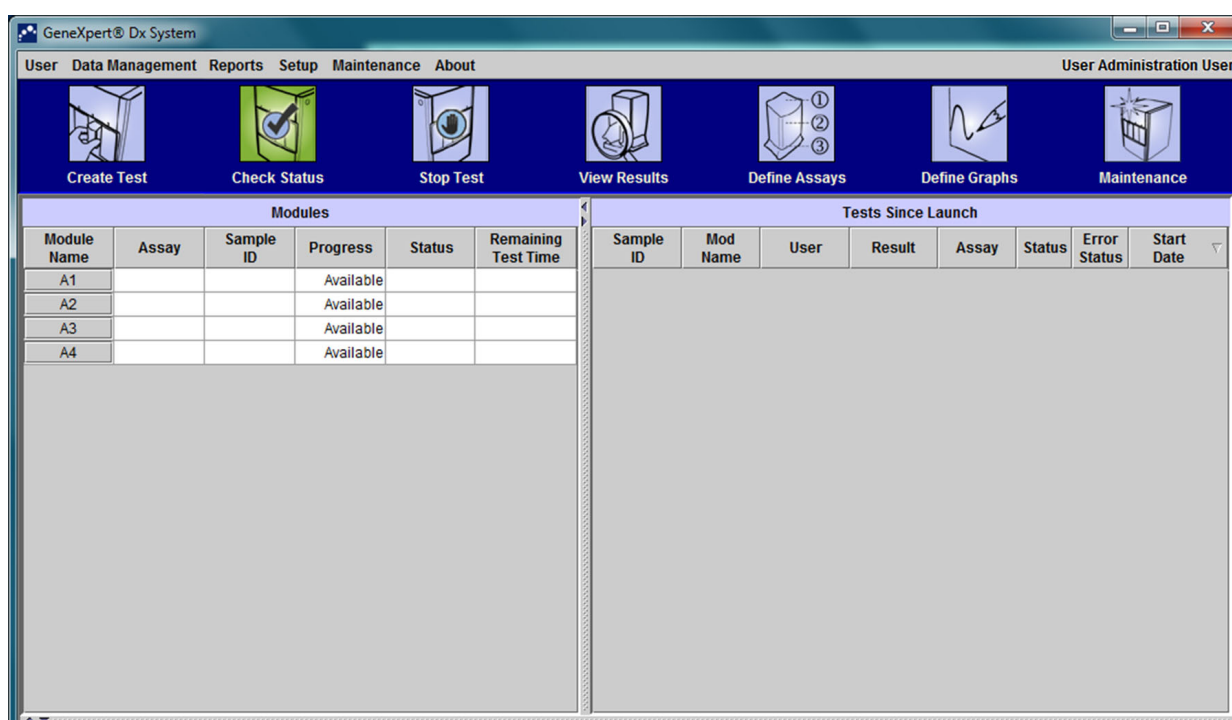 GeneXpert® Dx System
User Data Management Reports Setup Maintenance About User Administration User
①
②
③
Create Test Check Status Stop Test View Results Define Assays Define Graphs Maintenance
Modules Tests Since Launch
Module Name Assay Sample ID Progress Status Remaining Test Time Sample ID Mod Name User Result Assay Status Error Status Start Date
A1 Available
A2 Available
A3 Available
A4 Available